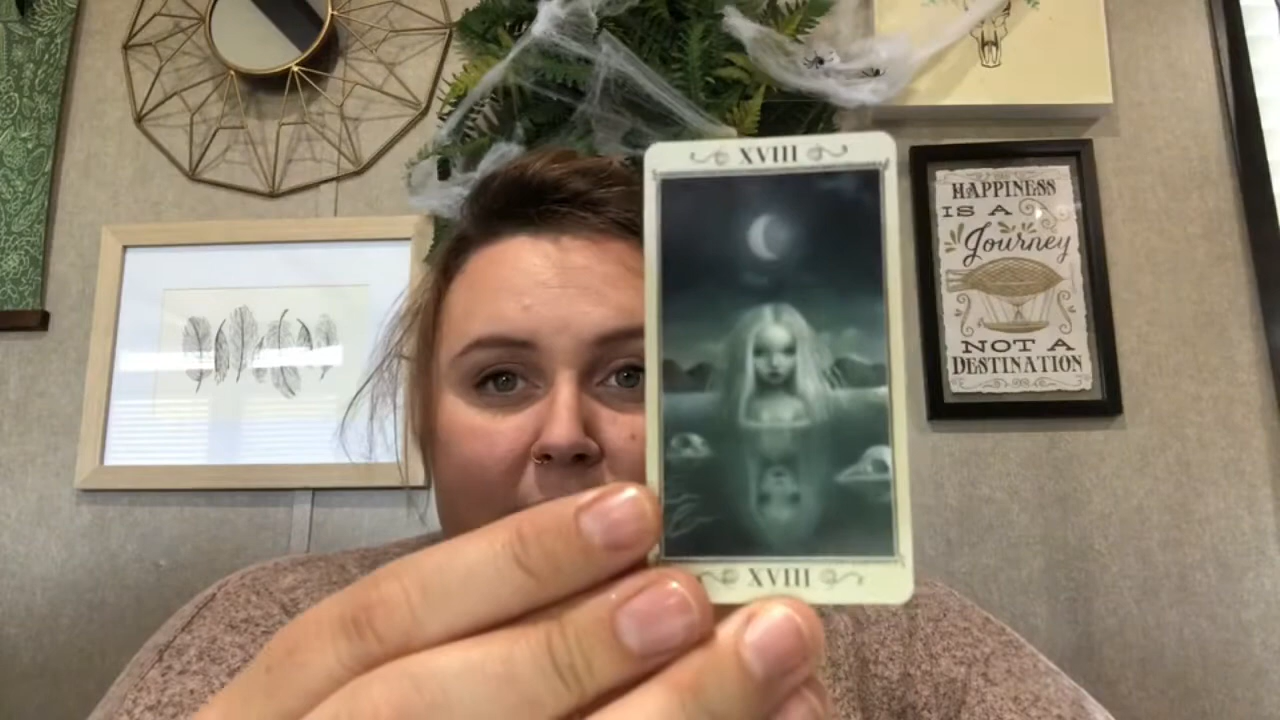 XVIII
XVIII
HAPPINESS
IS A
Journey
NOT A
DESTINATION